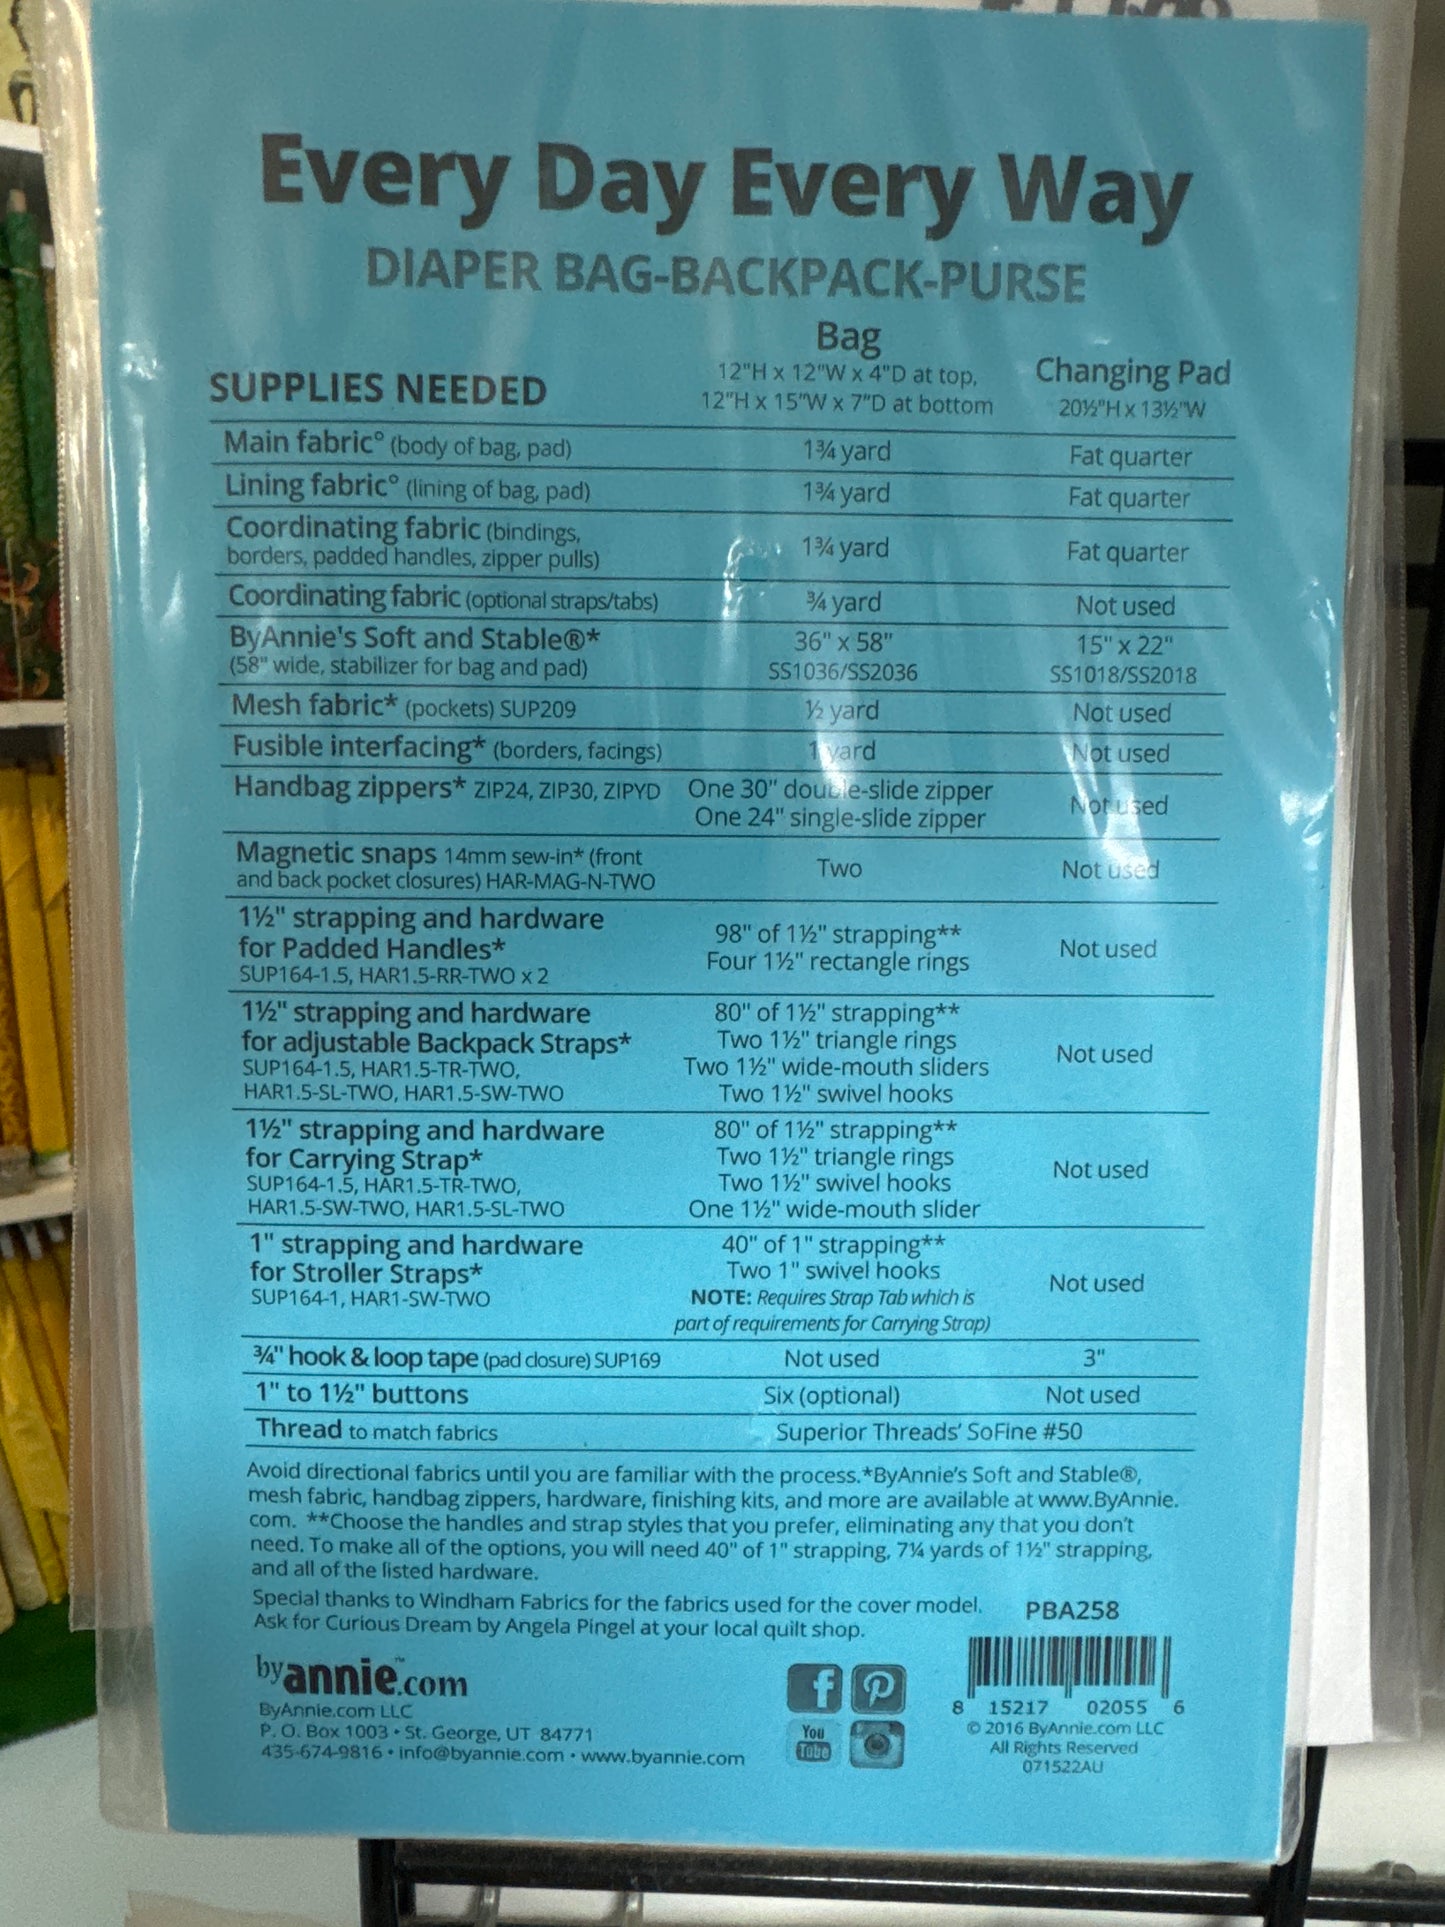 Every Day Every Way
DIAPER BAG-BACKPACK-PURSE
SUPPLIES NEEDED
Bag
12"H x 12"W x 4"D at top,
12"H x 15"W x 7"D at bottom
Changing Pad
20½"H x 13½"W
Main fabric° (body of bag, pad) 1¾ yard Fat quarter
Lining fabric° (lining of bag, pad) 1¾ yard Fat quarter
Coordinating fabric (bindings,
borders, padded handles, zipper pulls) 1¾ yard Fat quarter
Coordinating fabric (optional straps/tabs) ¾ yard Not used
ByAnnie's Soft and Stable®* 36" x 58" 15" x 22"
(58" wide, stabilizer for bag and pad) SS1036/SS2036 SS1018/SS2018
Mesh fabric* (pockets) SUP209 ½ yard Not used
Fusible interfacing* (borders, facings) 1 yard Not used
Handbag zippers* ZIP24, ZIP30, ZIPYD One 30" double-slide zipper
One 24" single-slide zipper Not used
Magnetic snaps 14mm sew-in* (front
and back pocket closures) HAR-MAG-N-TWO Two Not used
1½" strapping and hardware
for Padded Handles*
SUP164-1.5, HAR1.5-RR-TWO x 2
98" of 1½" strapping**
Four 1½" rectangle rings
Not used
1½" strapping and hardware
for adjustable Backpack Straps*
SUP164-1.5, HAR1.5-TR-TWO,
HAR1.5-SL-TWO, HAR1.5-SW-TWO
80" of 1½" strapping**
Two 1½" triangle rings
Two 1½" wide-mouth sliders
Two 1½" swivel hooks
Not used
1½" strapping and hardware
for Carrying Strap*
SUP164-1.5, HAR1.5-TR-TWO,
HAR1.5-SW-TWO, HAR1.5-SL-TWO
80" of 1½" strapping**
Two 1½" triangle rings
Two 1½" swivel hooks
One 1½" wide-mouth slider
Not used
1" strapping and hardware
for Stroller Straps*
SUP164-1, HAR1-SW-TWO
40" of 1" strapping**
Two 1" swivel hooks
NOTE: Requires Strap Tab which is
part of requirements for Carrying Strap)
Not used
¾" hook & loop tape (pad closure) SUP169 Not used 3"
1" to 1½" buttons Six (optional) Not used
Thread to match fabrics Superior Threads' SoFine #50
Avoid directional fabrics until you are familiar with the process.*ByAnnie's Soft and Stable®,
mesh fabric, handbag zippers, hardware, finishing kits, and more are available at www.ByAnnie.
com. **Choose the handles and strap styles that you prefer, eliminating any that you don't
need. To make all of the options, you will need 40" of 1" strapping, 7¼ yards of 1½" strapping,
and all of the listed hardware.
Special thanks to Windham Fabrics for the fabrics used for the cover model.
Ask for Curious Dream by Angela Pingel at your local quilt shop.
PBA258
byannie.com™
ByAnnie.com LLC
P. O. Box 1003 • St. George, UT 84771
435-674-9816 • info@byannie.com • www.byannie.com
f
You
Tube
8 15217 02055 6
© 2016 ByAnnie.com LLC
All Rights Reserved
071522AU